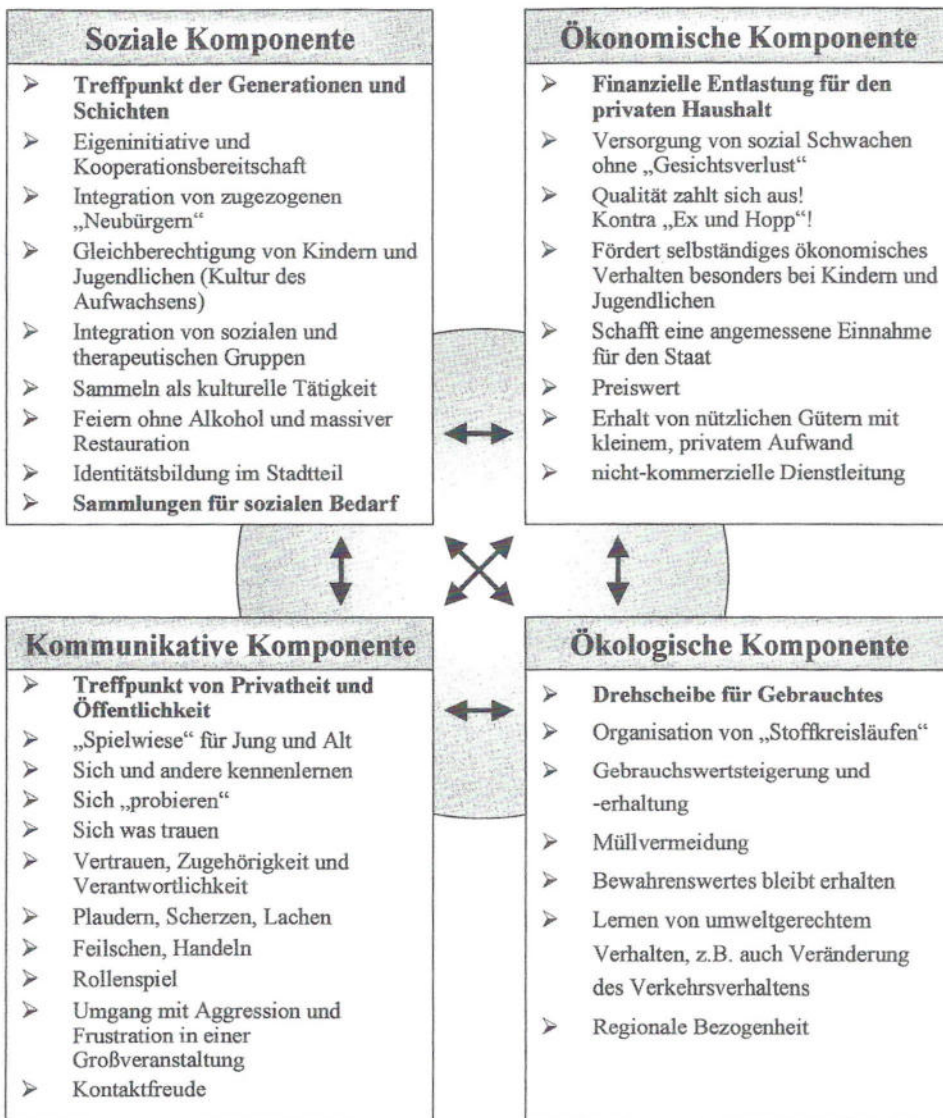 Soziale Komponente
➢ Treffpunkt der Generationen und
Schichten
➢ Eigeninitiative und
Kooperationsbereitschaft
➢ Integration von zugezogenen
„Neubürgern“
➢ Gleichberechtigung von Kindern und
Jugendlichen (Kultur des
Aufwachsens)
➢ Integration von sozialen und
therapeutischen Gruppen
➢ Sammeln als kulturelle Tätigkeit
➢ Feiern ohne Alkohol und massiver
Restauration
➢ Identitätsbildung im Stadtteil
➢ Sammlungen für sozialen Bedarf
Ökonomische Komponente
➢ Finanzielle Entlastung für den
privaten Haushalt
➢ Versorgung von sozial Schwachen
ohne „Gesichtsverlust“
➢ Qualität zahlt sich aus!
Kontra „Ex und Hopp“!
➢ Fördert selbständiges ökonomisches
Verhalten besonders bei Kindern und
Jugendlichen
➢ Schafft eine angemessene Einnahme
für den Staat
➢ Preiswert
➢ Erhalt von nützlichen Gütern mit
kleinem, privatem Aufwand
➢ nicht-kommerzielle Dienstleitung
Kommunikative Komponente
➢ Treffpunkt von Privatheit und
Öffentlichkeit
➢ „Spielwiese“ für Jung und Alt
➢ Sich und andere kennenlernen
➢ Sich „probieren“
➢ Sich was trauen
➢ Vertrauen, Zugehörigkeit und
Verantwortlichkeit
➢ Plaudern, Scherzen, Lachen
➢ Feilschen, Handeln
➢ Rollenspiel
➢ Umgang mit Aggression und
Frustration in einer
Großveranstaltung
➢ Kontaktfreude
Ökologische Komponente
➢ Drehscheibe für Gebrauchtes
➢ Organisation von „Stoffkreisläufen“
➢ Gebrauchswertsteigerung und
-erhaltung
➢ Müllvermeidung
➢ Bewahrenswertes bleibt erhalten
➢ Lernen von umweltgerechtem
Verhalten, z.B. auch Veränderung
des Verkehrsverhaltens
➢ Regionale Bezogenheit